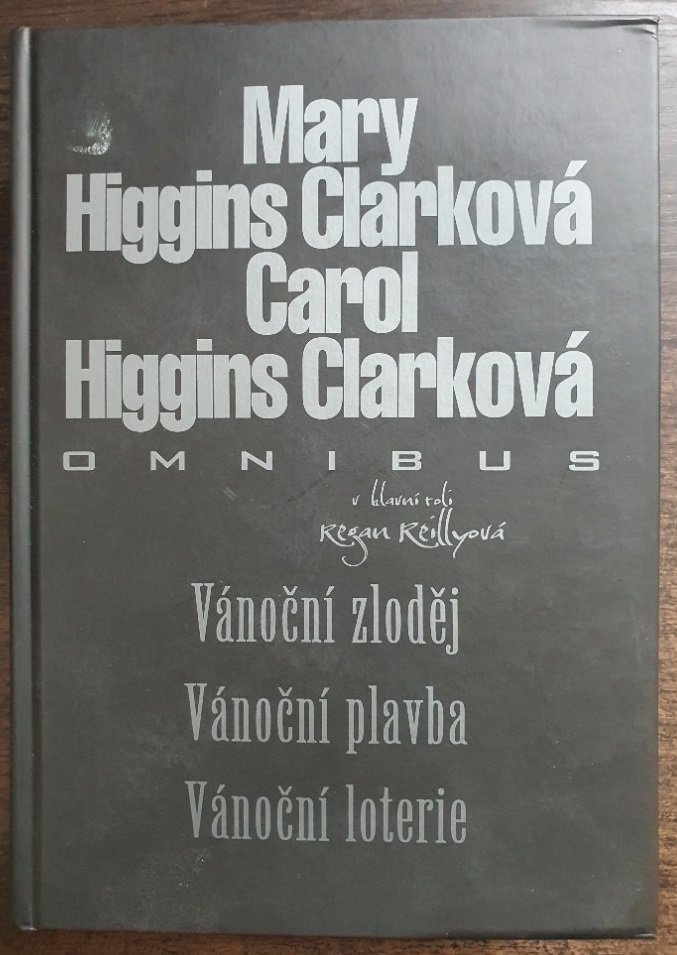 Mary
Higgins Clarková
Carol
Higgins Clarková
OMNIBUS
v hlavní roli
Regan Reillyová
Vánoční zloděj
Vánoční plavba
Vánoční loterie